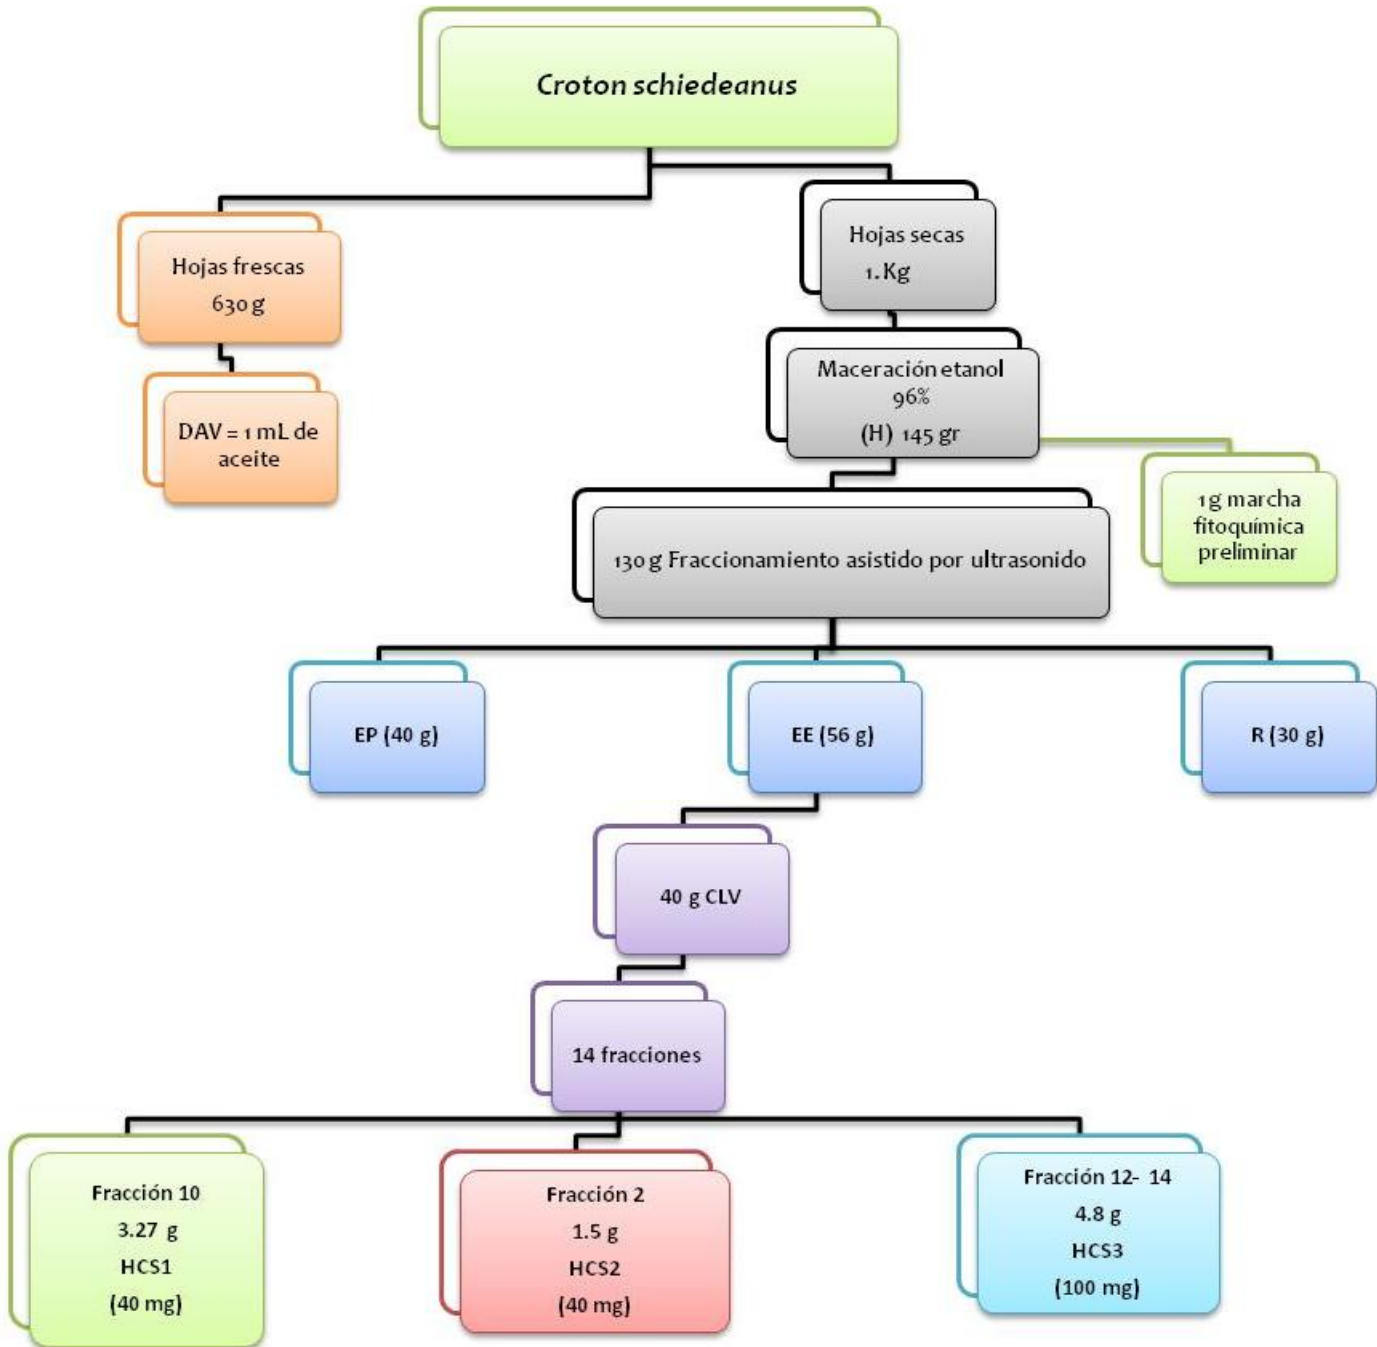 Croton schiedeanus
Hojas frescas
630 g
DAV = 1 mL de
aceite
Hojas secas
1. Kg
Maceración etanol
96%
(H) 145 gr
1 g marcha
fitoquímica
preliminar
130 g Fraccionamiento asistido por ultrasonido
EP (40 g)
EE (56 g)
R (30 g)
40 g CLV
14 fracciones
Fracción 10
3.27 g
HCS1
(40 mg)
Fracción 2
1.5 g
HCS2
(40 mg)
Fracción 12- 14
4.8 g
HCS3
(100 mg)